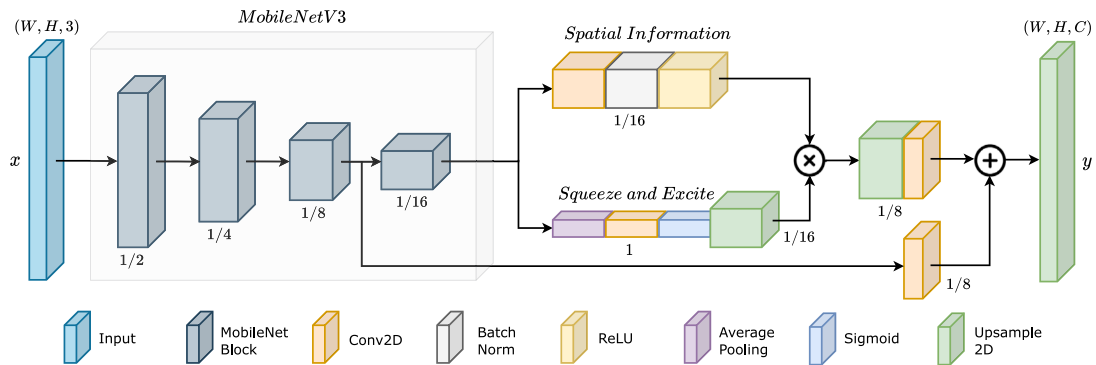 MobileNetV3
(W, H, 3)
Spatial Information
(W, H, C)
1/16
x
y
1/8
1/16
Squeeze and Excite
1/8
1/4
1/16
1
1/2
1/8
Input
MobileNet
Block
Conv2D
Batch
Norm
ReLU
Average
Pooling
Sigmoid
Upsample
2D